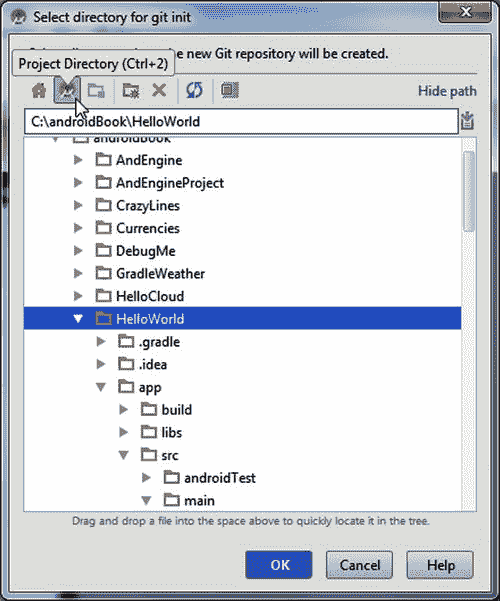 Select directory for git init
the new Git repository will be created.
Project Directory (Ctrl+2)
Hide path
C:\androidBook\HelloWorld
androidBook
AndEngine
AndEngineProject
CrazyLines
Currencies
DebugMe
GradleWeather
HelloCloud
HelloWorld
.gradle
.idea
app
build
libs
src
androidTest
main
Drag and drop a file into the space above to quickly locate it in the tree.
OK
Cancel
Help